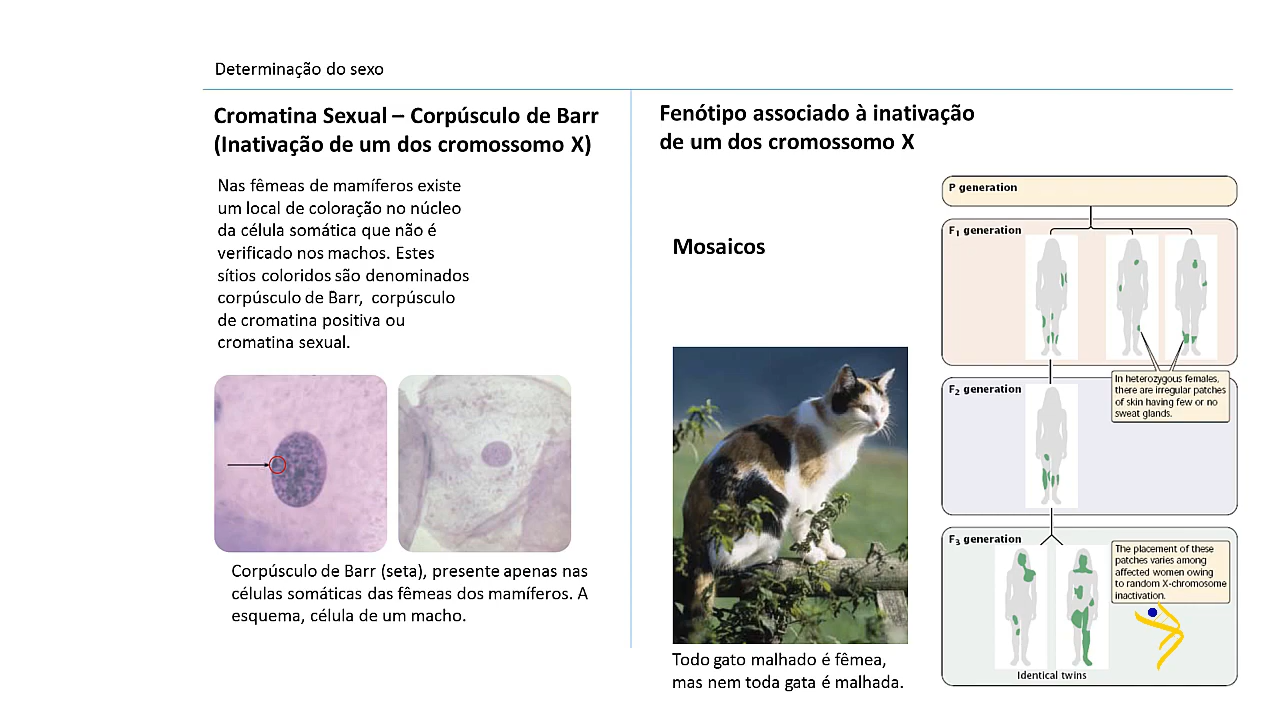 Determinação do sexo
Cromatina Sexual – Corpúsculo de Barr
(Inativação de um dos cromossomo X)
Nas fêmeas de mamíferos existe
um local de coloração no núcleo
da célula somática que não é
verificado nos machos. Estes
sítios coloridos são denominados
corpúsculo de Barr, corpúsculo
de cromatina positiva ou
cromatina sexual.
Corpúsculo de Barr (seta), presente apenas nas
células somáticas das fêmeas dos mamíferos. A
esquema, célula de um macho.
Fenótipo associado à inativação
de um dos cromossomo X
Mosaicos
Todo gato malhado é fêmea,
mas nem toda gata é malhada.
P generation
F₁ generation
In heterozygous females,
there are irregular patches
of skin having few or no
sweat glands.
F₂ generation
F₃ generation
The placement of these
patches varies among
affected women owing
to random X-chromosome
inactivation.
Identical twins